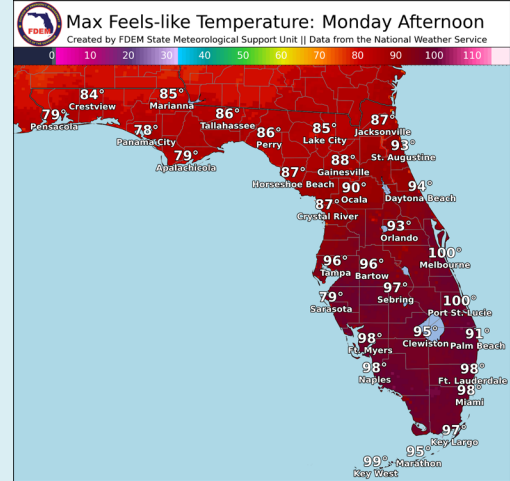 Max Feels-like Temperature: Monday Afternoon
Created by FDEM State Meteorological Support Unit || Data from the National Weather Service
FDEM
0 10 20 30 40 50 60 70 80 90 100 110
84°
Crestview
85°
Marianna
79°
Pensacola
78°
Panama City
86°
Tallahassee
79°
Apalachicola
86°
Perry
85°
Lake City
87°
Jacksonville
93°
St. Augustine
88°
Gainesville
87°
Horseshoe Beach
90°
Ocala
94°
Daytona Beach
87°
Crystal River
93°
Orlando
100°
Melbourne
96°
Tampa
96°
Bartow
97°
Sebring
79°
Sarasota
100°
Port St. Lucie
95°
Clewiston
91°
Palm Beach
98°
Ft. Myers
98°
Naples
98°
Ft. Lauderdale
98°
Miami
97°
Key Largo
95°
Marathon
99°
Key West